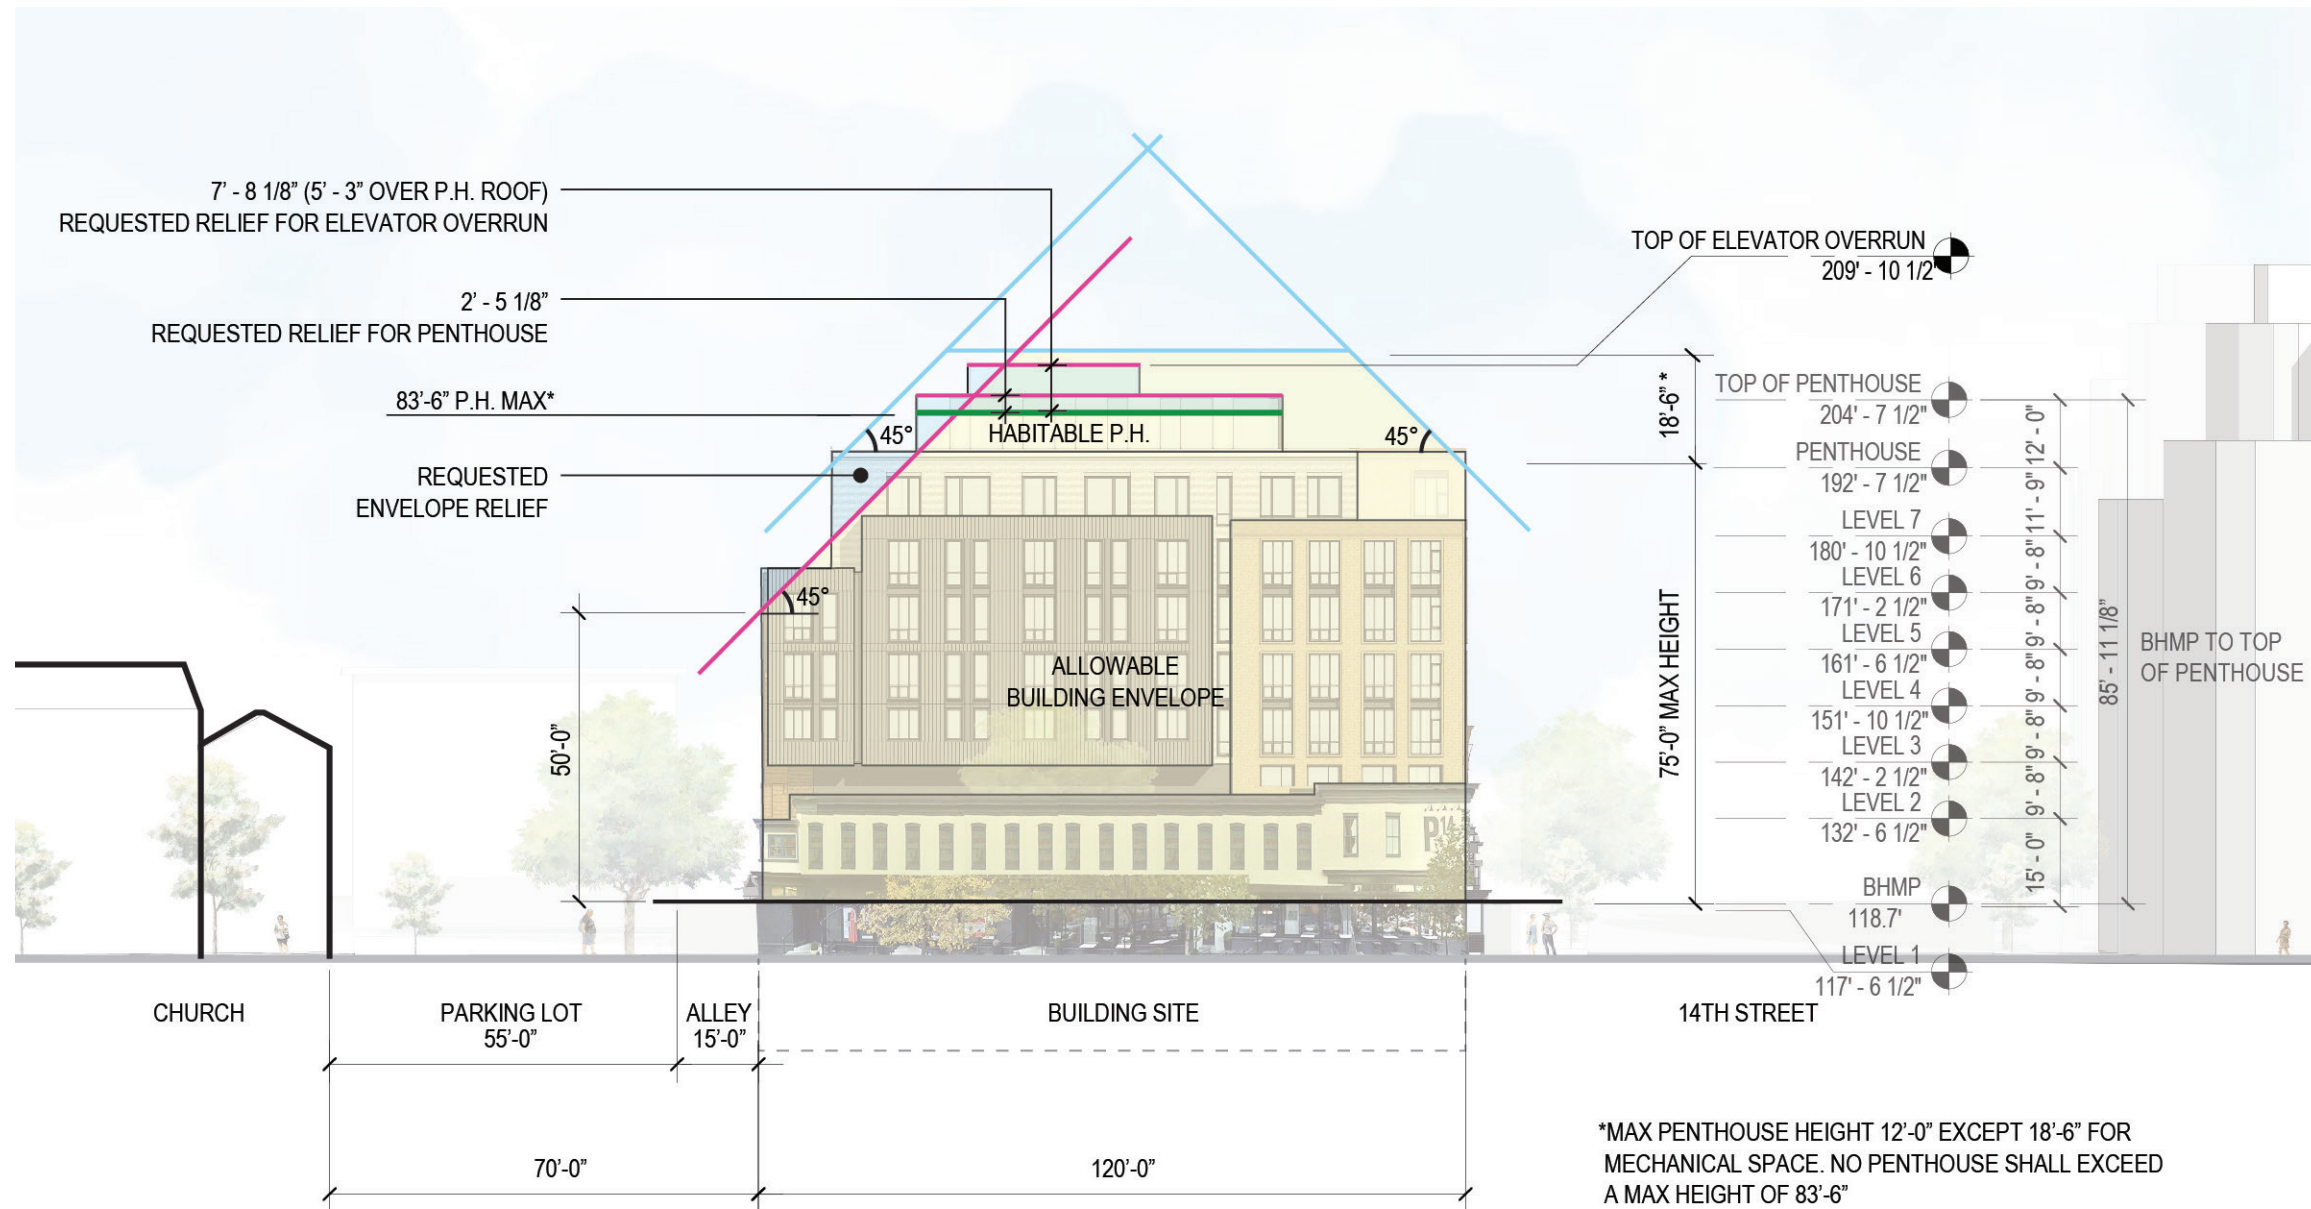 7’ - 8 1/8” (5’ - 3” OVER P.H. ROOF)
REQUESTED RELIEF FOR ELEVATOR OVERRUN
2’ - 5 1/8”
REQUESTED RELIEF FOR PENTHOUSE
83’-6” P.H. MAX*
REQUESTED
ENVELOPE RELIEF
45°
45°
45°
HABITABLE P.H.
ALLOWABLE
BUILDING ENVELOPE
50’-0”
P14
TOP OF ELEVATOR OVERRUN
209' - 10 1/2"
18’-6” *
75’-0” MAX HEIGHT
TOP OF PENTHOUSE
204' - 7 1/2"
PENTHOUSE
192' - 7 1/2"
LEVEL 7
180' - 10 1/2"
LEVEL 6
171' - 2 1/2"
LEVEL 5
161' - 6 1/2"
LEVEL 4
151' - 10 1/2"
LEVEL 3
142' - 2 1/2"
LEVEL 2
132' - 6 1/2"
BHMP
118.7'
LEVEL 1
117' - 6 1/2"
12' - 0"
11' - 9"
9' - 8"
9' - 8"
9' - 8"
9' - 8"
9' - 8"
15' - 0"
85’ - 11 1/8”
BHMP TO TOP
OF PENTHOUSE
CHURCH
PARKING LOT
55’-0”
ALLEY
15’-0”
BUILDING SITE
14TH STREET
70’-0”
120’-0”
*MAX PENTHOUSE HEIGHT 12’-0” EXCEPT 18’-6” FOR
MECHANICAL SPACE. NO PENTHOUSE SHALL EXCEED
A MAX HEIGHT OF 83’-6”